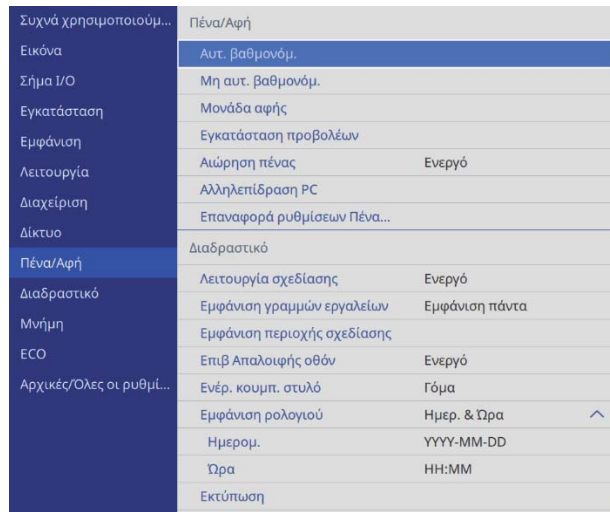 Συχνά χρησιμοποιούμ...
Εικόνα
Σήμα I/O
Εγκατάσταση
Εμφάνιση
Λειτουργία
Διαχείριση
Δίκτυο
Πένα/Αφή
Διαδραστικό
Μνήμη
ECO
Αρχικές/Όλες οι ρυθμί...
Πένα/Αφή
Αυτ. βαθμονόμ.
Μη αυτ. βαθμονόμ.
Μονάδα αφής
Εγκατάσταση προβολέων
Αιώρηση πένας Ενεργό
Αλληλεπίδραση PC
Επαναφορά ρυθμίσεων Πένα...
Διαδραστικό
Λειτουργία σχεδίασης Ενεργό
Εμφάνιση γραμμών εργαλείων Εμφάνιση πάντα
Εμφάνιση περιοχής σχεδίασης
Επιβ Απαλοιφής οθόν Ενεργό
Ενέρ. κουμπ. στυλό Γόμα
Εμφάνιση ρολογιού Ημερ. & Ώρα
Ημερομ. YYYY-MM-DD
Ώρα HH:MM
Εκτύπωση